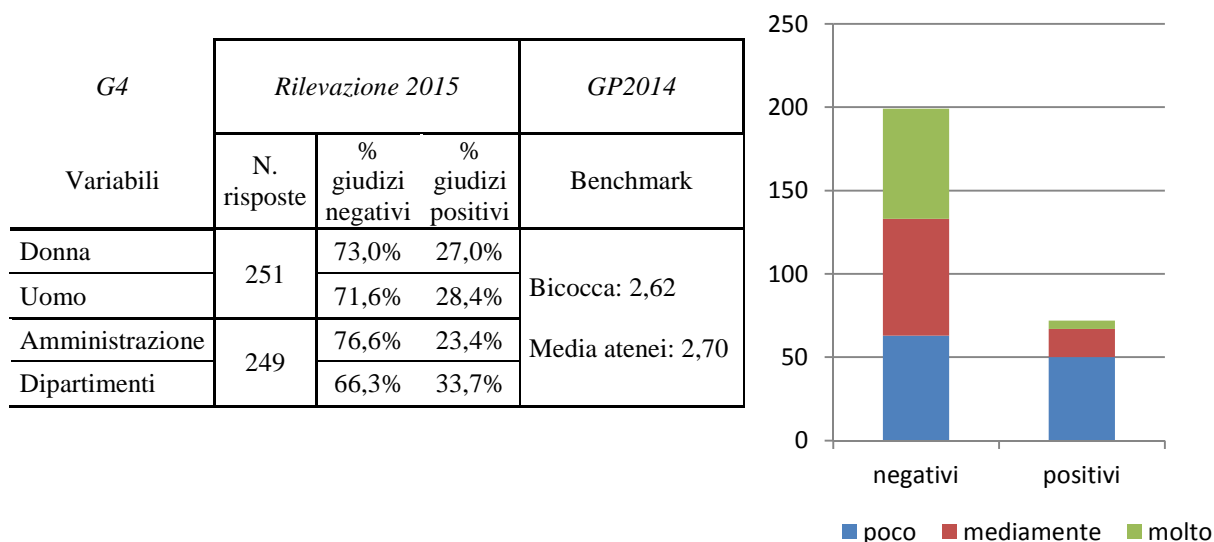 G4 Rilevazione 2015 GP2014
Variabili N. risposte % giudizi negativi % giudizi positivi Benchmark
Donna 251 73,0% 27,0% Bicocca: 2,62
Uomo 71,6% 28,4%
Amministrazione 249 76,6% 23,4% Media atenei: 2,70
Dipartimenti 66,3% 33,7%
250
200
150
100
50
0
negativi positivi
poco mediamente molto